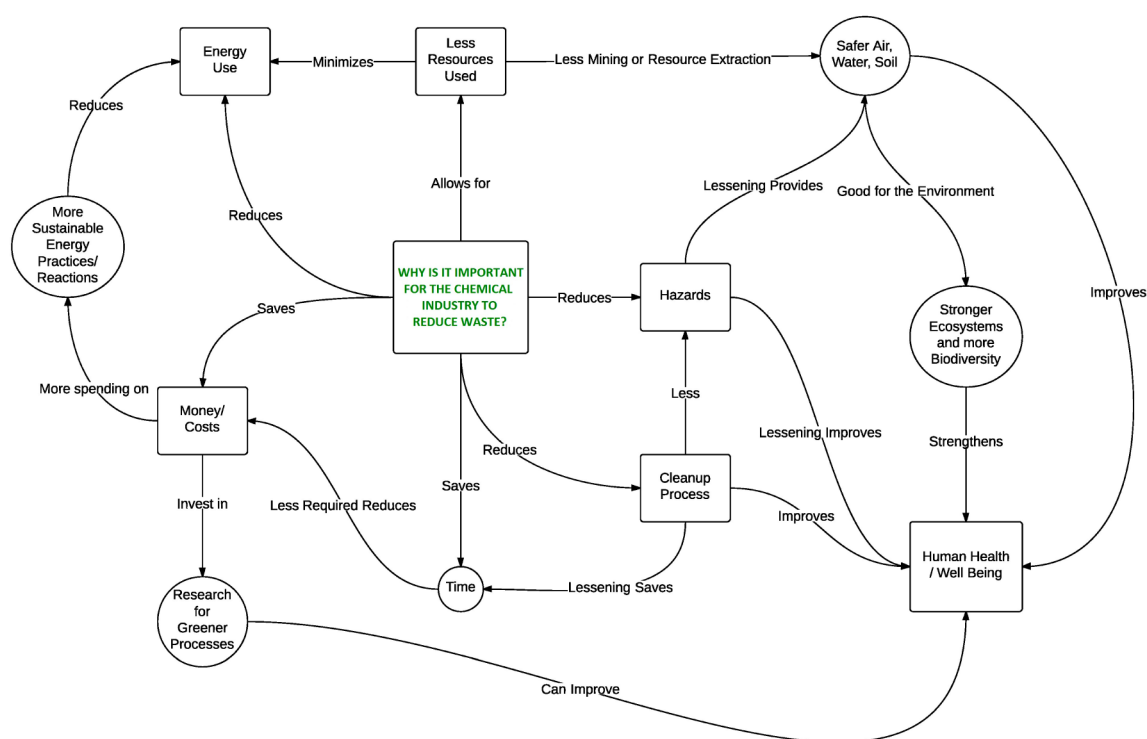 Energy
Use
Minimizes
Less
Resources
Used
Less Mining or Resource Extraction
Safer Air,
Water, Soil
Reduces
Allows for
Lessening Provides
Good for the Environment
More
Sustainable
Energy
Practices/
Reactions
Reduces
WHY IS IT IMPORTANT
FOR THE CHEMICAL
INDUSTRY TO
REDUCE WASTE?
Reduces
Hazards
Improves
Saves
Stronger
Ecosystems
and more
Biodiversity
More spending on
Money/
Costs
Less
Lessening Improves
Strengthens
Reduces
Cleanup
Process
Invest in
Less Required Reduces
Saves
Improves
Human Health
/ Well Being
Research
for
Greener
Processes
Time
Lessening Saves
Can Improve